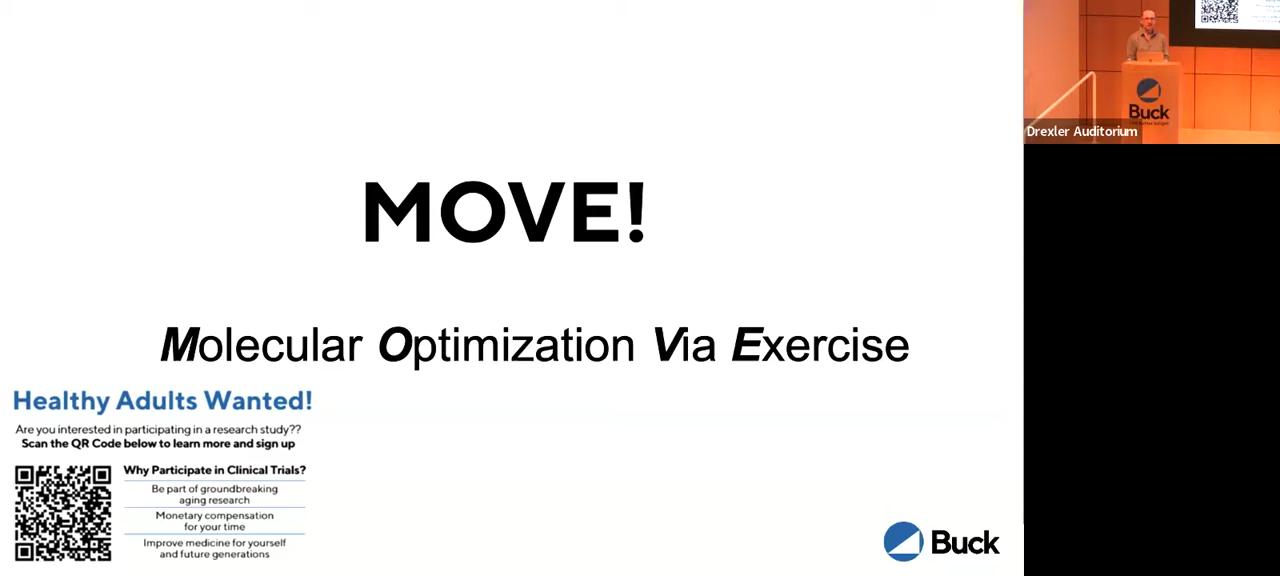 MOVE!
Molecular Optimization Via Exercise
Healthy Adults Wanted!
Are you interested in participating in a research study??
Scan the QR Code below to learn more and sign up
Why Participate in Clinical Trials?
Be part of groundbreaking
aging research
Monetary compensation
for your time
Improve medicine for yourself
and future generations
Buck
Buck
Drexler Auditorium